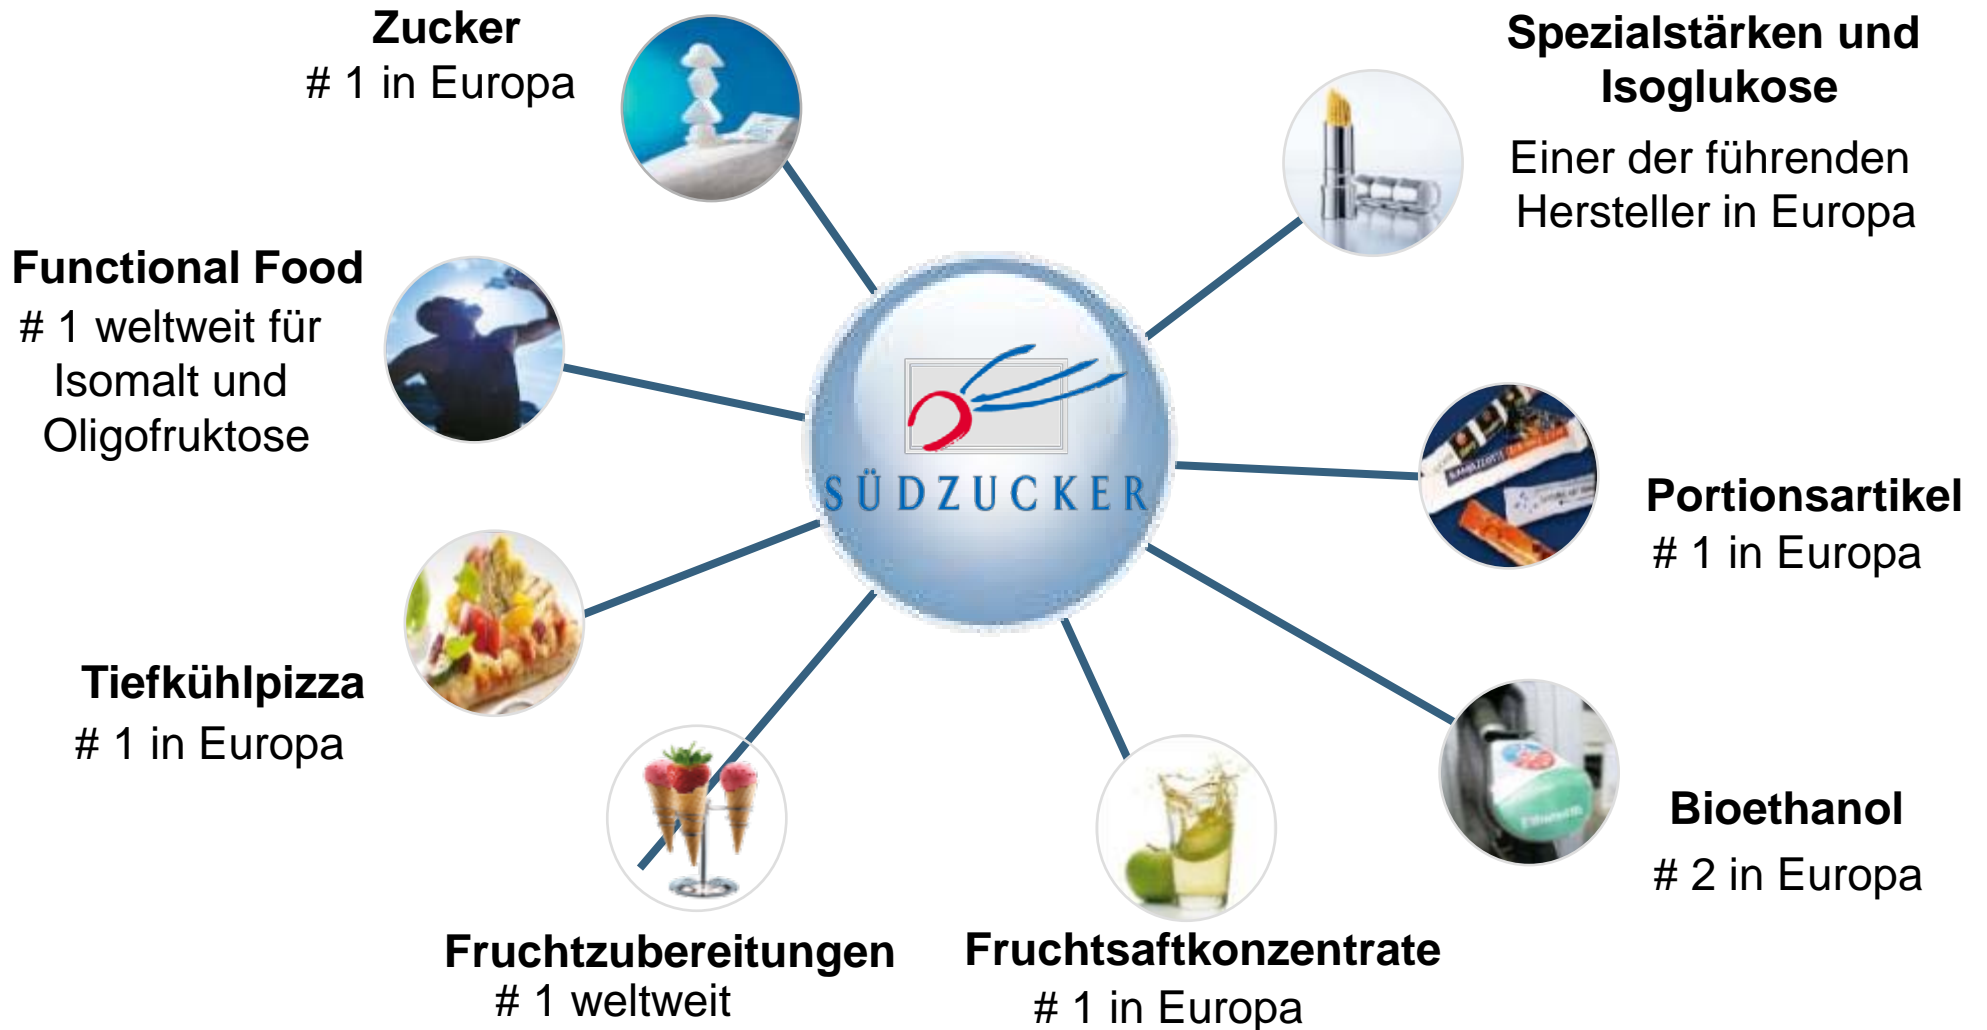 Zucker
# 1 in Europa
Spezialstärken und
Isoglukose
Einer der führenden
Hersteller in Europa
Functional Food
# 1 weltweit für
Isomalt und
Oligofruktose
SÜDZUCKER
Portionsartikel
# 1 in Europa
Tiefkühlpizza
# 1 in Europa
Bioethanol
# 2 in Europa
Fruchtzubereitungen
# 1 weltweit
Fruchtsaftkonzentrate
# 1 in Europa